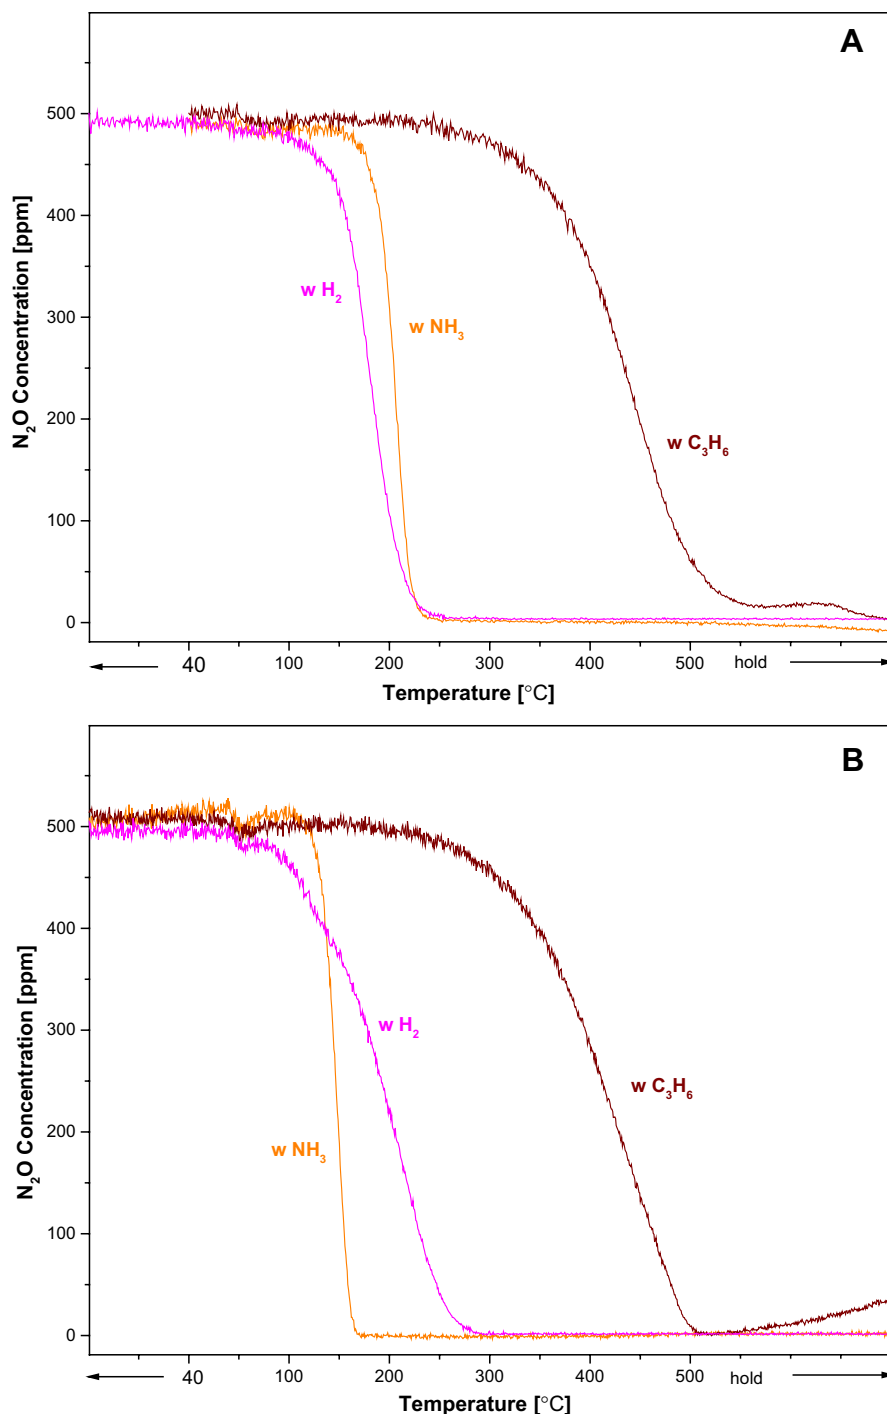 A
500
400
300
200
100
0
N₂O Concentration [ppm]
w H₂
w NH₃
w C₃H₆
40 100 200 300 400 500 hold
Temperature [°C]
B
500
400
300
200
100
0
N₂O Concentration [ppm]
w H₂
w C₃H₆
w NH₃
40 100 200 300 400 500 hold
Temperature [°C]